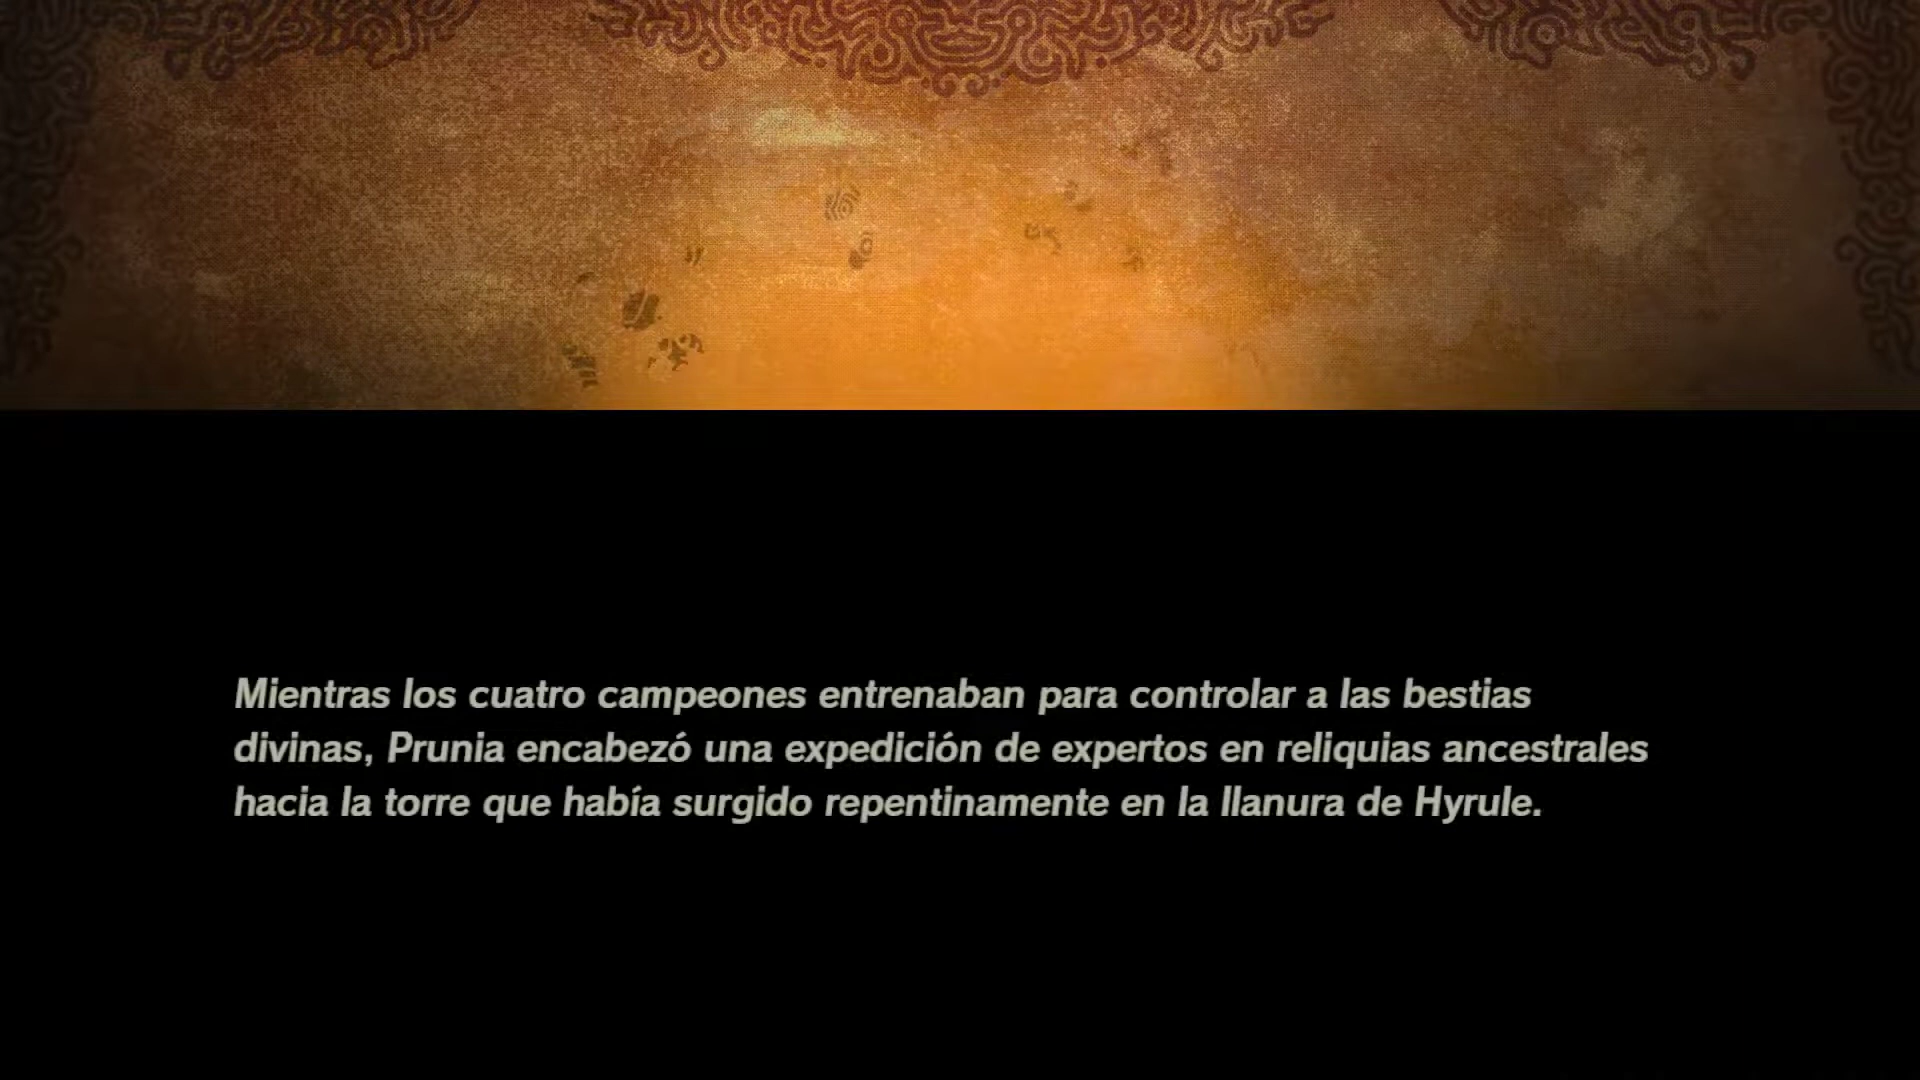 Mientras los cuatro campeones entrenaban para controlar a las bestias
divinas, Prunia encabezó una expedición de expertos en reliquias ancestrales
hacia la torre que había surgido repentinamente en la llanura de Hyrule.